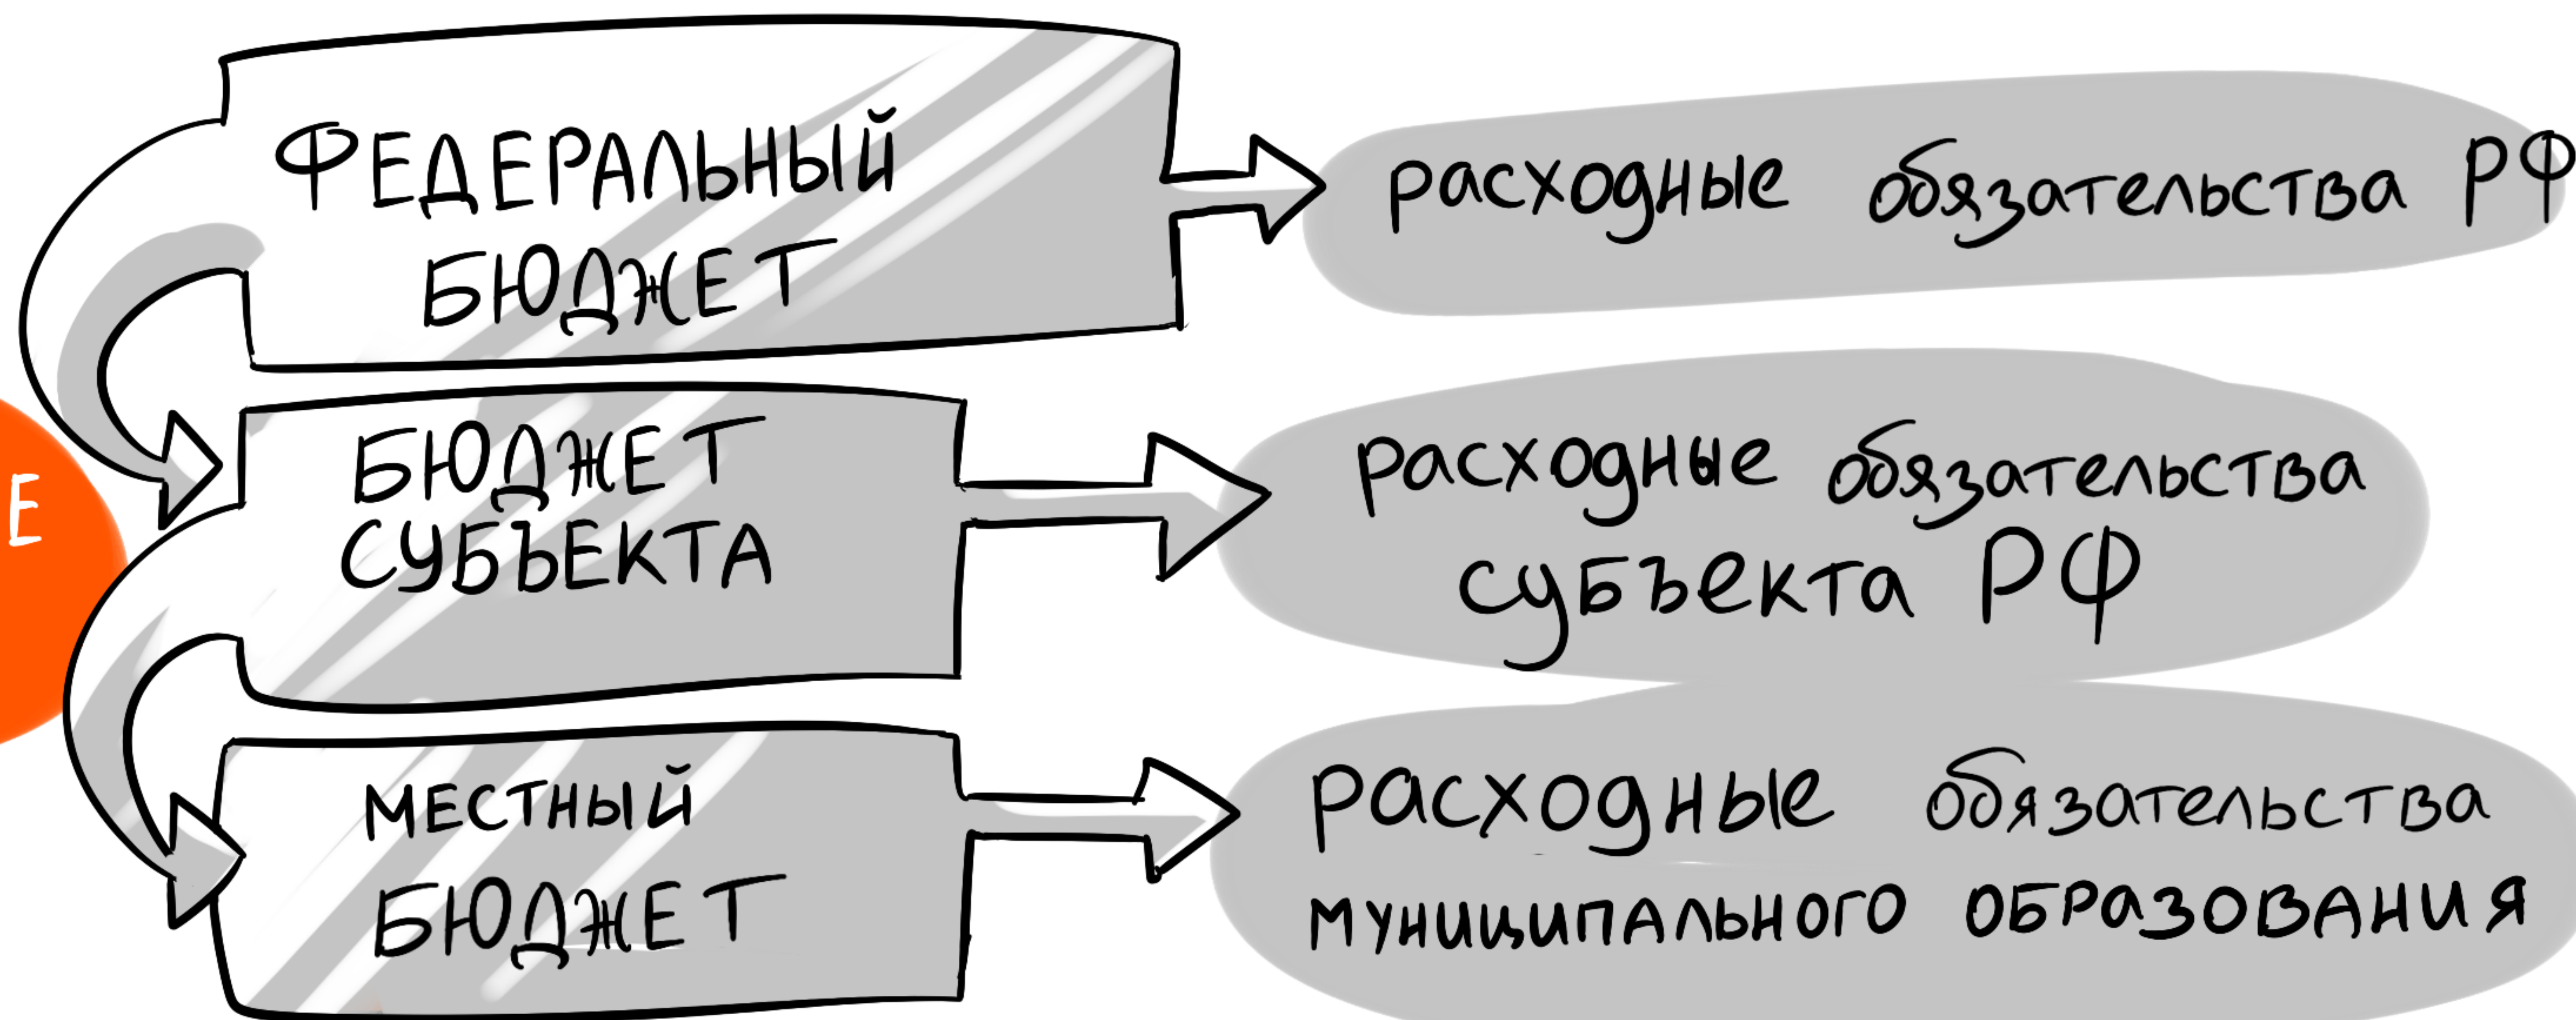 ФЕДЕРАЛЬНЫЙ
БЮДЖЕТ
расходные обязательства РФ
Е
БЮДЖЕТ
СУБЪЕКТА
расходные обязательства
субъекта РФ
МЕСТНЫЙ
БЮДЖЕТ
расходные обязательства
МУНИЦИПАЛЬНОГО ОБРАЗОВАНИЯ